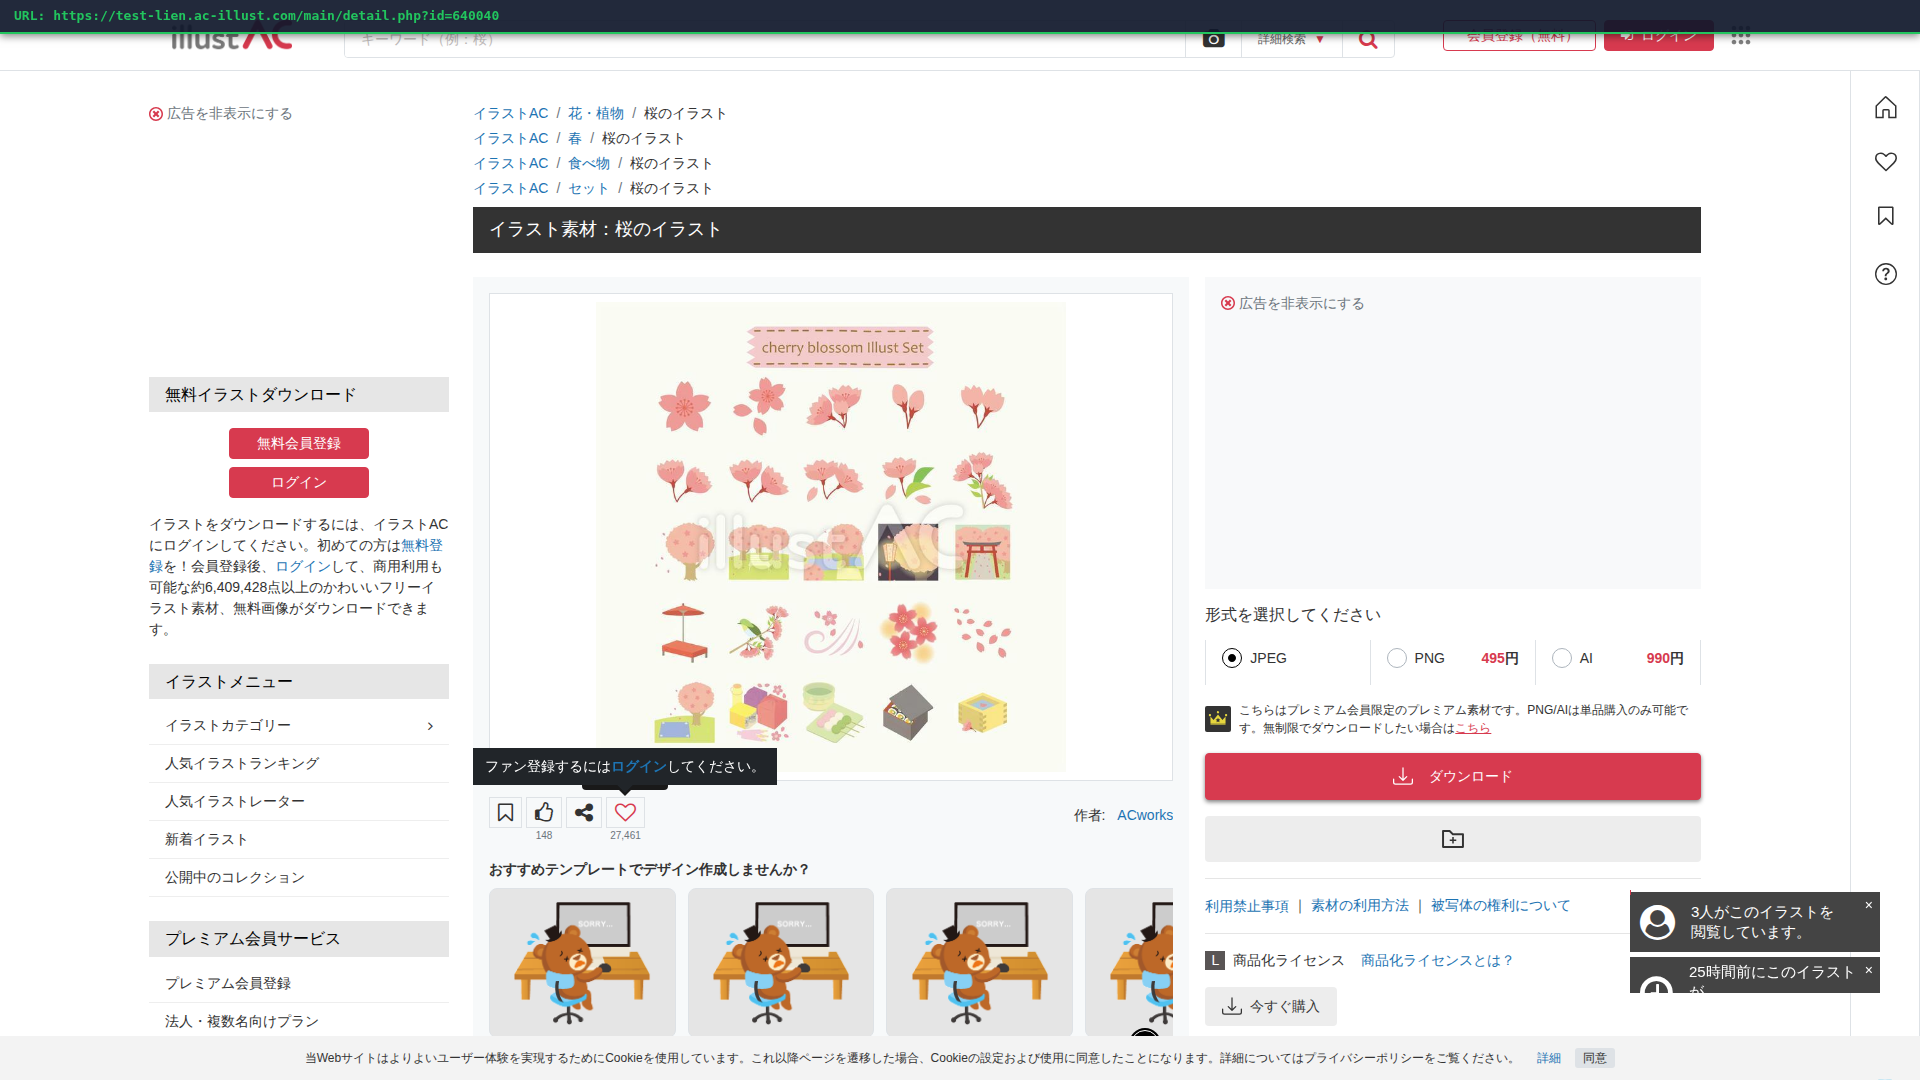 URL: https://test-lien.ac-illust.com/main/detail.php?id=640040
illust AC
キーワード（例：桜）
詳細検索 ▼
会員登録（無料）
ログイン
広告を非表示にする
イラストAC / 花・植物 / 桜のイラスト
イラストAC / 春 / 桜のイラスト
イラストAC / 食べ物 / 桜のイラスト
イラストAC / セット / 桜のイラスト
イラスト素材：桜のイラスト
cherry blossom Illust Set
illust AC
無料イラストダウンロード
無料会員登録
ログイン
イラストをダウンロードするには、イラストAC
にログインしてください。初めての方は無料登
録を！会員登録後、ログインして、商用利用も
可能な約6,409,428点以上のかわいいフリーイ
ラスト素材、無料画像がダウンロードできま
す。
イラストメニュー
イラストカテゴリー
人気イラストランキング
人気イラストレーター
新着イラスト
公開中のコレクション
プレミアム会員サービス
プレミアム会員登録
法人・複数名向けプラン
ファン登録するにはログインしてください。
148
27,461
作者: ACworks
おすすめテンプレートでデザイン作成しませんか？
SORRY...
SORRY...
SORRY...
広告を非表示にする
形式を選択してください
JPEG
PNG 495円
AI 990円
こちらはプレミアム会員限定のプレミアム素材です。PNG/AIは単品購入のみ可能で
す。無制限でダウンロードしたい場合はこちら
ダウンロード
利用禁止事項 | 素材の利用方法 | 被写体の権利について
L 商品化ライセンス 商品化ライセンスとは？
今すぐ購入
3人がこのイラストを
閲覧しています。
×
25時間前にこのイラスト
が
×
当Webサイトはよりよいユーザー体験を実現するためにCookieを使用しています。これ以降ページを遷移した場合、Cookieの設定および使用に同意したことになります。詳細についてはプライバシーポリシーをご覧ください。 詳細 同意